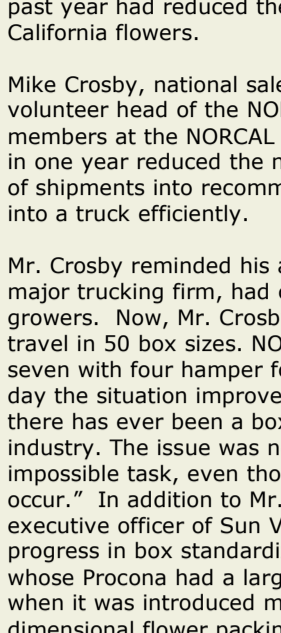 past year had reduced the
California flowers.
Mike Crosby, national sale
volunteer head of the NO
members at the NORCAL
in one year reduced the n
of shipments into recomm
into a truck efficiently.
Mr. Crosby reminded his a
major trucking firm, had
growers.  Now, Mr. Crosb
travel in 50 box sizes. NO
seven with four hamper f
day the situation improve
there has ever been a bo
industry. The issue was n
impossible task, even tho
occur.”  In addition to Mr.
executive officer of Sun V
progress in box standardi
whose Procona had a larg
when it was introduced m
dimensional flower packin